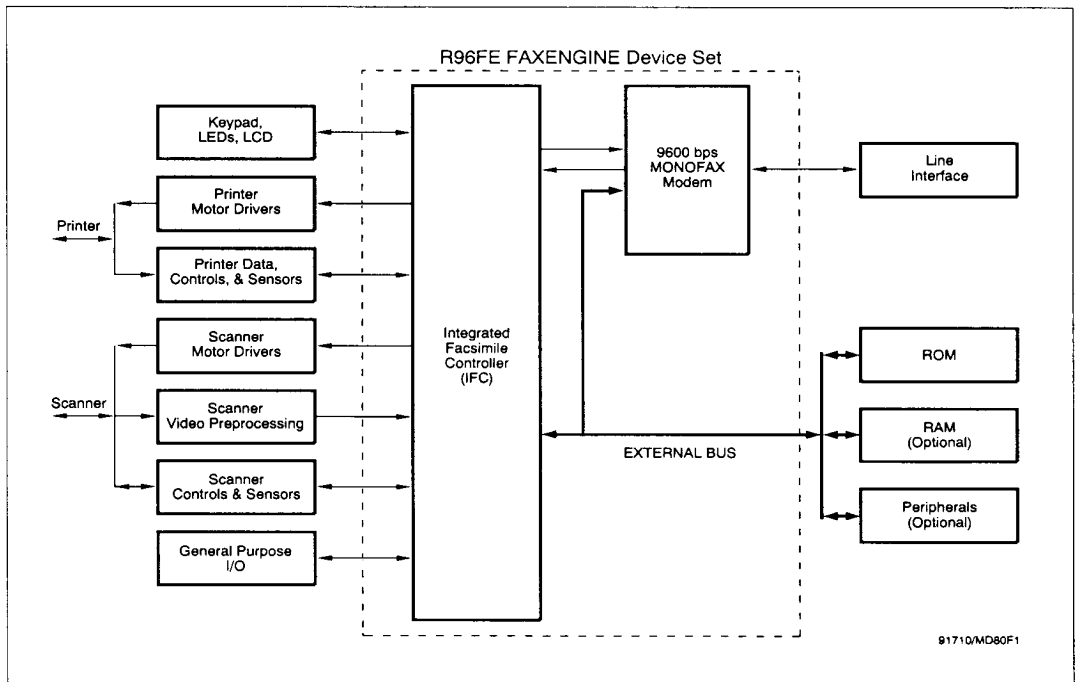 R96FE FAXENGINE Device Set
Keypad,
LEDs, LCD
Printer
Motor Drivers
Printer
Printer Data,
Controls, & Sensors
Scanner
Motor Drivers
Scanner
Scanner
Video Preprocessing
Scanner
Controls & Sensors
General Purpose
I/O
Integrated
Facsimile
Controller
(IFC)
9600 bps
MONOFAX
Modem
Line
Interface
EXTERNAL BUS
ROM
RAM
(Optional)
Peripherals
(Optional)
91710/MD80F1